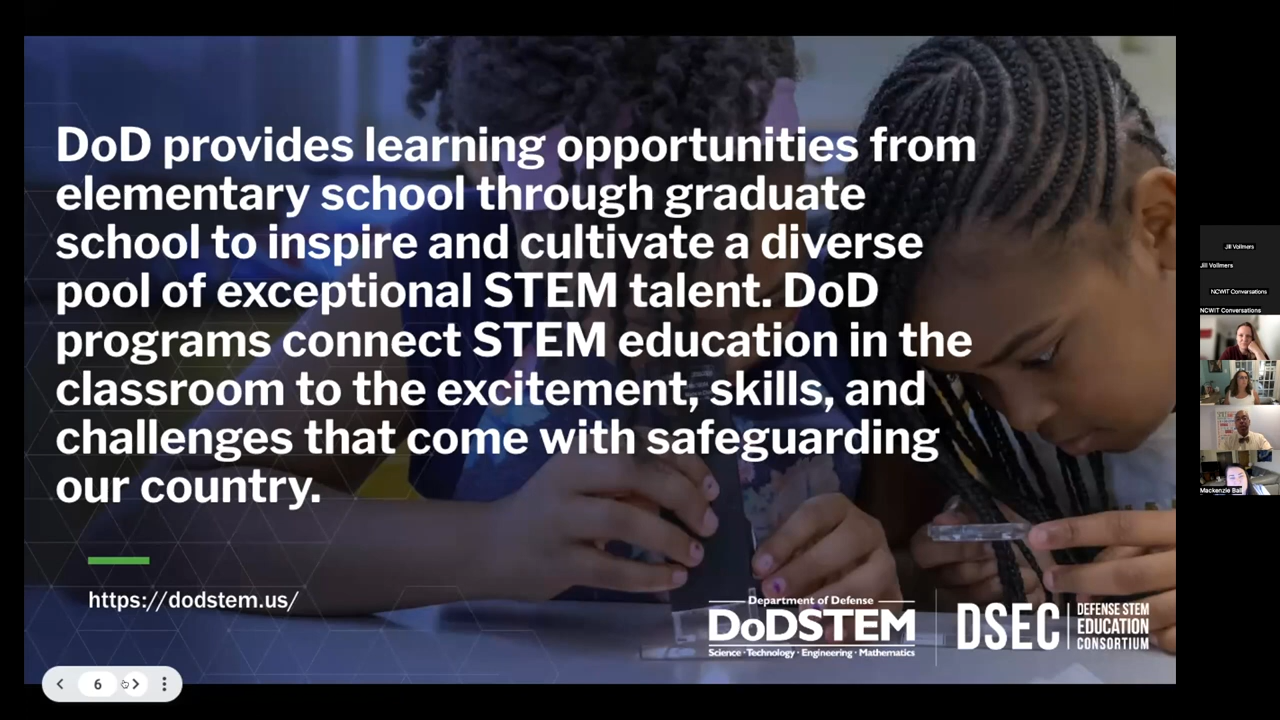 DoD provides learning opportunities from
elementary school through graduate
school to inspire and cultivate a diverse
pool of exceptional STEM talent. DoD
programs connect STEM education in the
classroom to the excitement, skills, and
challenges that come with safeguarding
our country.
https://dodstem.us/
Department of Defense
DoDSTEM
Science · Technology · Engineering · Mathematics
DSEC
DEFENSE STEM
EDUCATION
CONSORTIUM
6
Jill Vollmers
Jill Vollmers
NCWIT Conversations
NCWIT Conversations
Mackenzie Ball